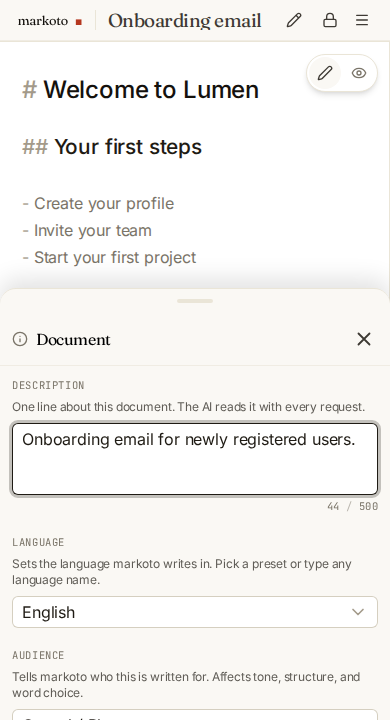 markoto
Onboarding email
# Welcome to Lumen
## Your first steps
- Create your profile
- Invite your team
- Start your first project
Document
DESCRIPTION
One line about this document. The AI reads it with every request.
Onboarding email for newly registered users.
44 / 500
LANGUAGE
Sets the language markoto writes in. Pick a preset or type any
language name.
English
AUDIENCE
Tells markoto who this is written for. Affects tone, structure, and
word choice.